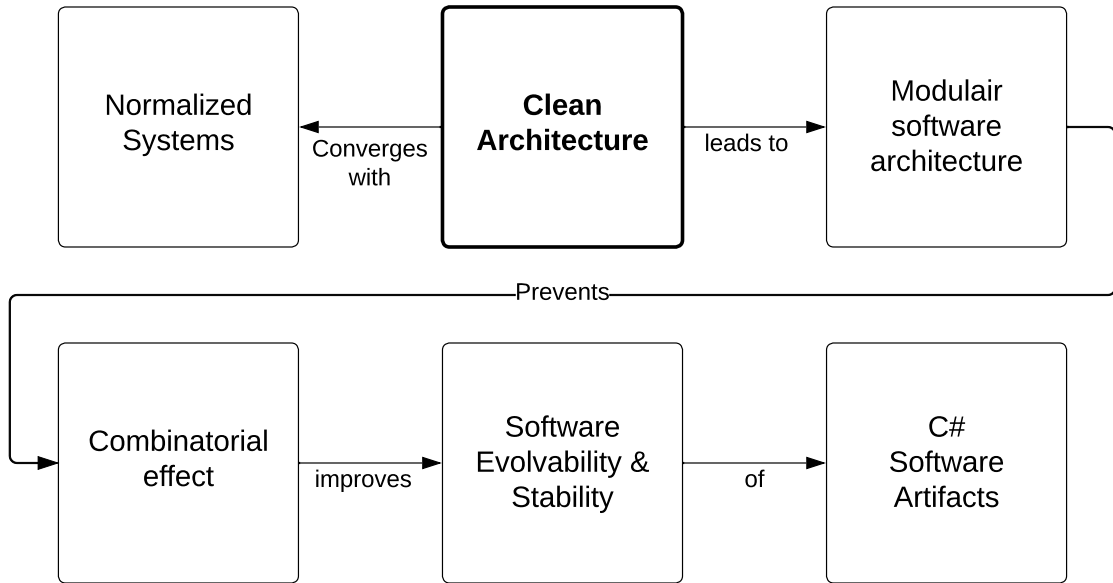 Normalized
Systems
Converges
with
Clean
Architecture
leads to
Modulair
software
architecture
Prevents
Combinatorial
effect
improves
Software
Evolvability &
Stability
of
C#
Software
Artifacts